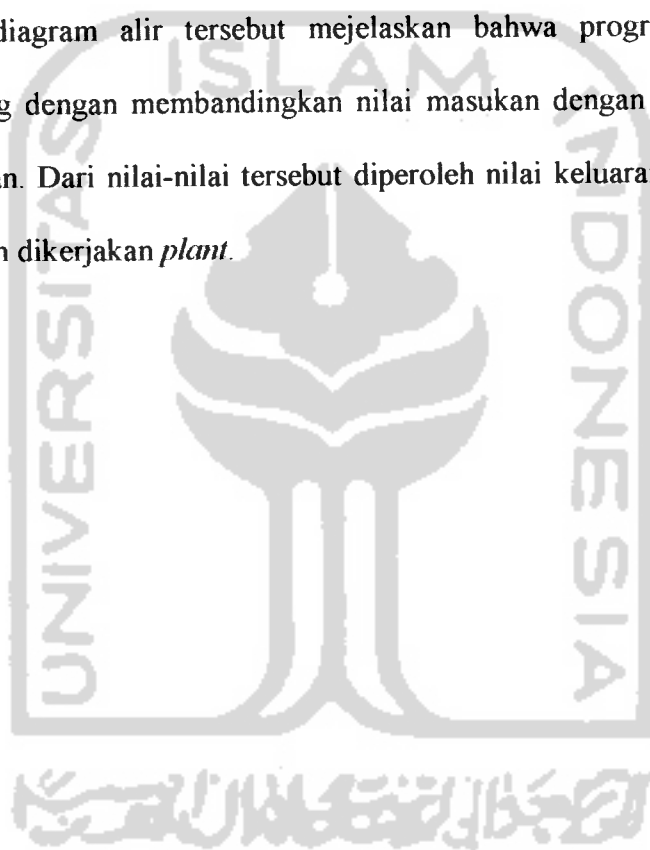 diagram alir tersebut mejelaskan bahwa progr
g dengan membandingkan nilai masukan dengan
an. Dari nilai-nilai tersebut diperoleh nilai keluara
n dikerjakan plant.
ISLAM
UNIVERSITAS
INDONESIA